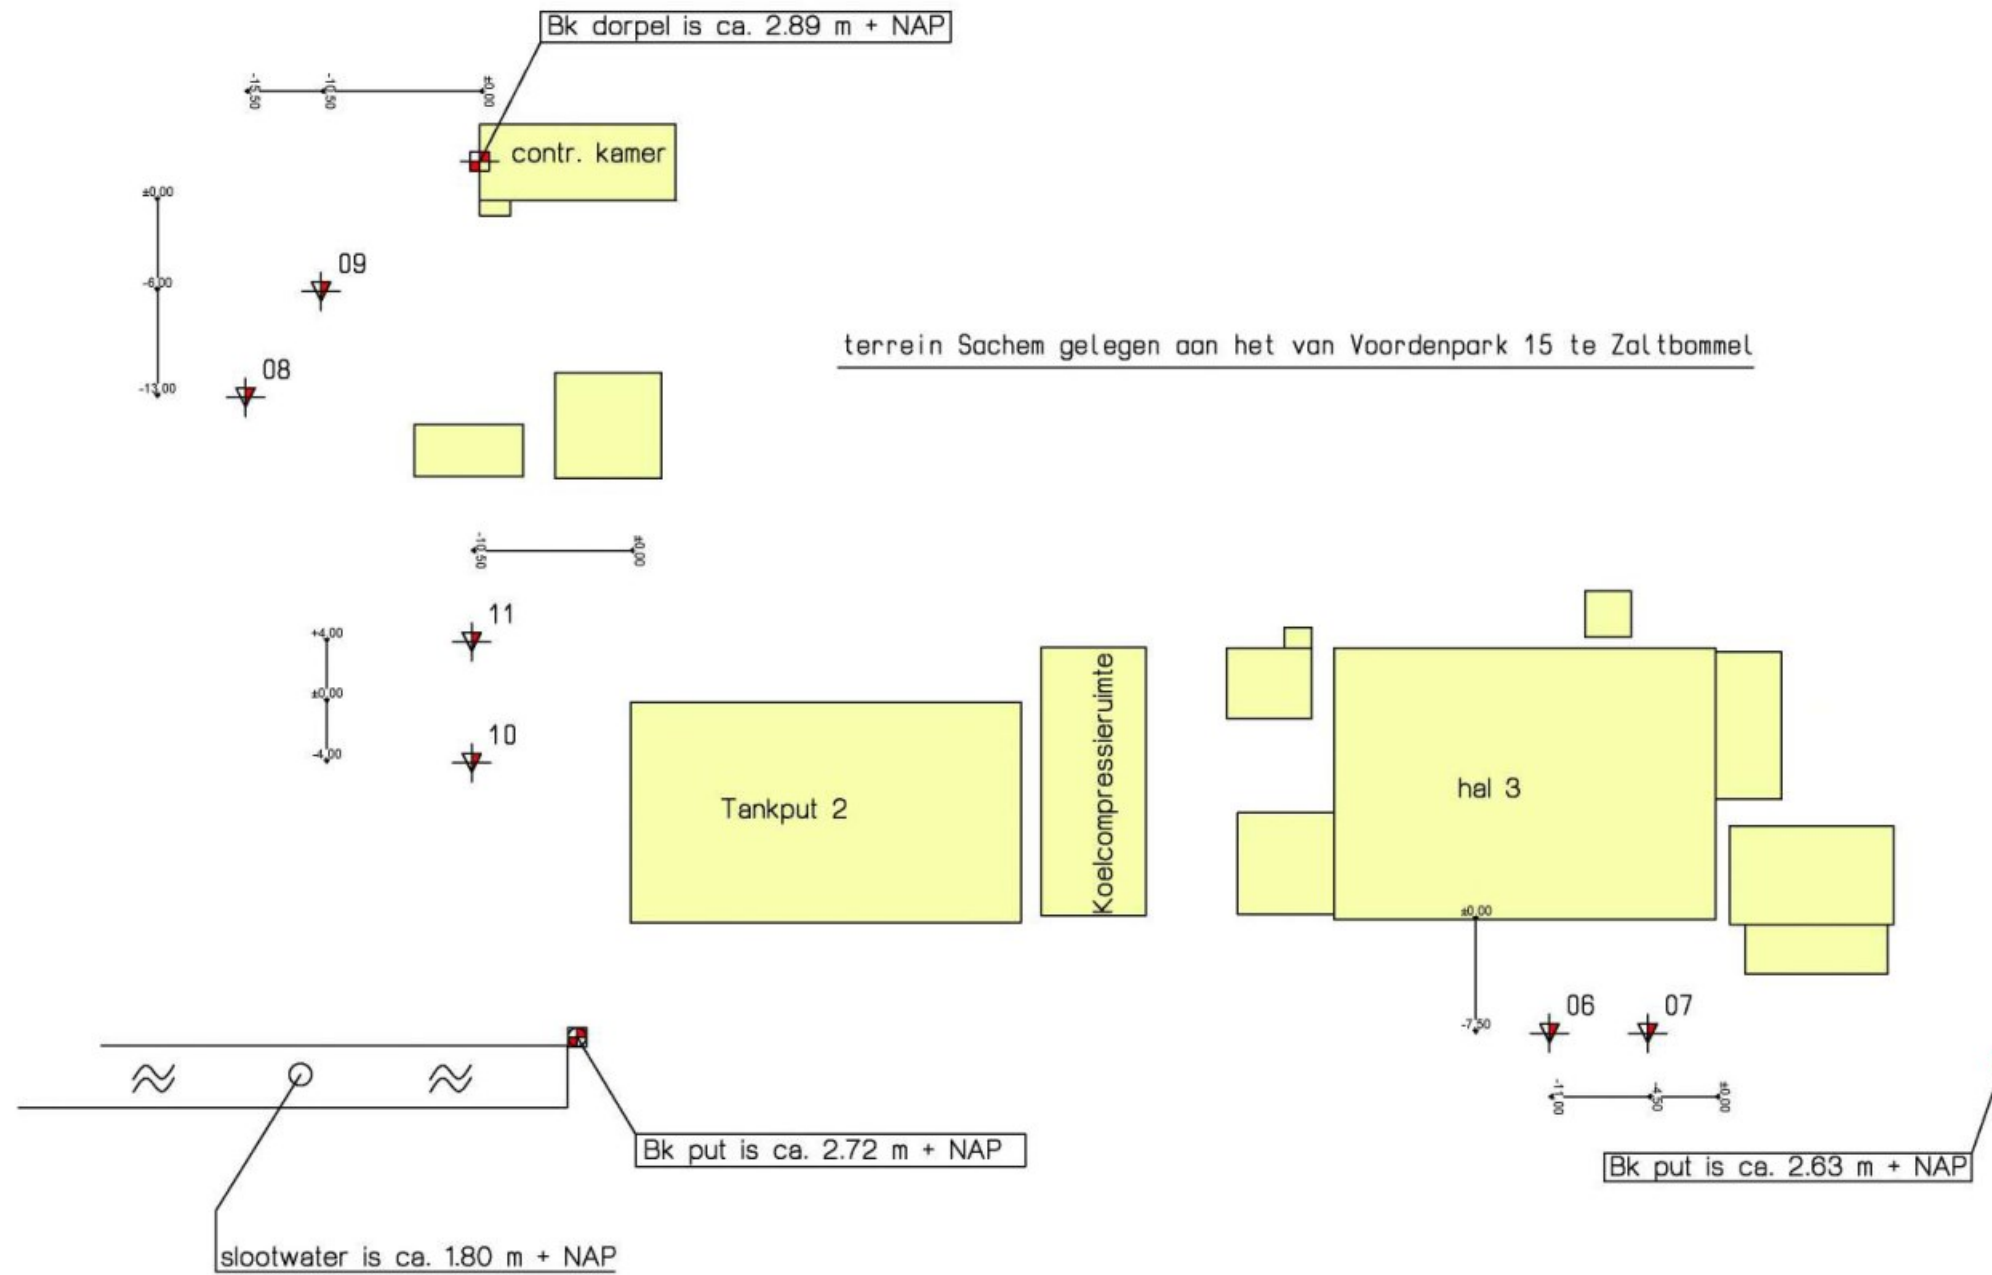 Bk dorpel is ca. 2.89 m + NAP
-15.50
-10.50
±0.00
contr. kamer
±0.00
-6.00
-13.00
09
08
terrein Sachem gelegen aan het van Voordenpark 15 te Zaltbommel
-10.50
±0.00
11
+4.00
±0.00
-4.00
10
Tankput 2
Koelcompressieruimte
hal 3
±0.00
-7.50
06
07
-11.00
-4.50
±0.00
Bk put is ca. 2.72 m + NAP
Bk put is ca. 2.63 m + NAP
slootwater is ca. 1.80 m + NAP